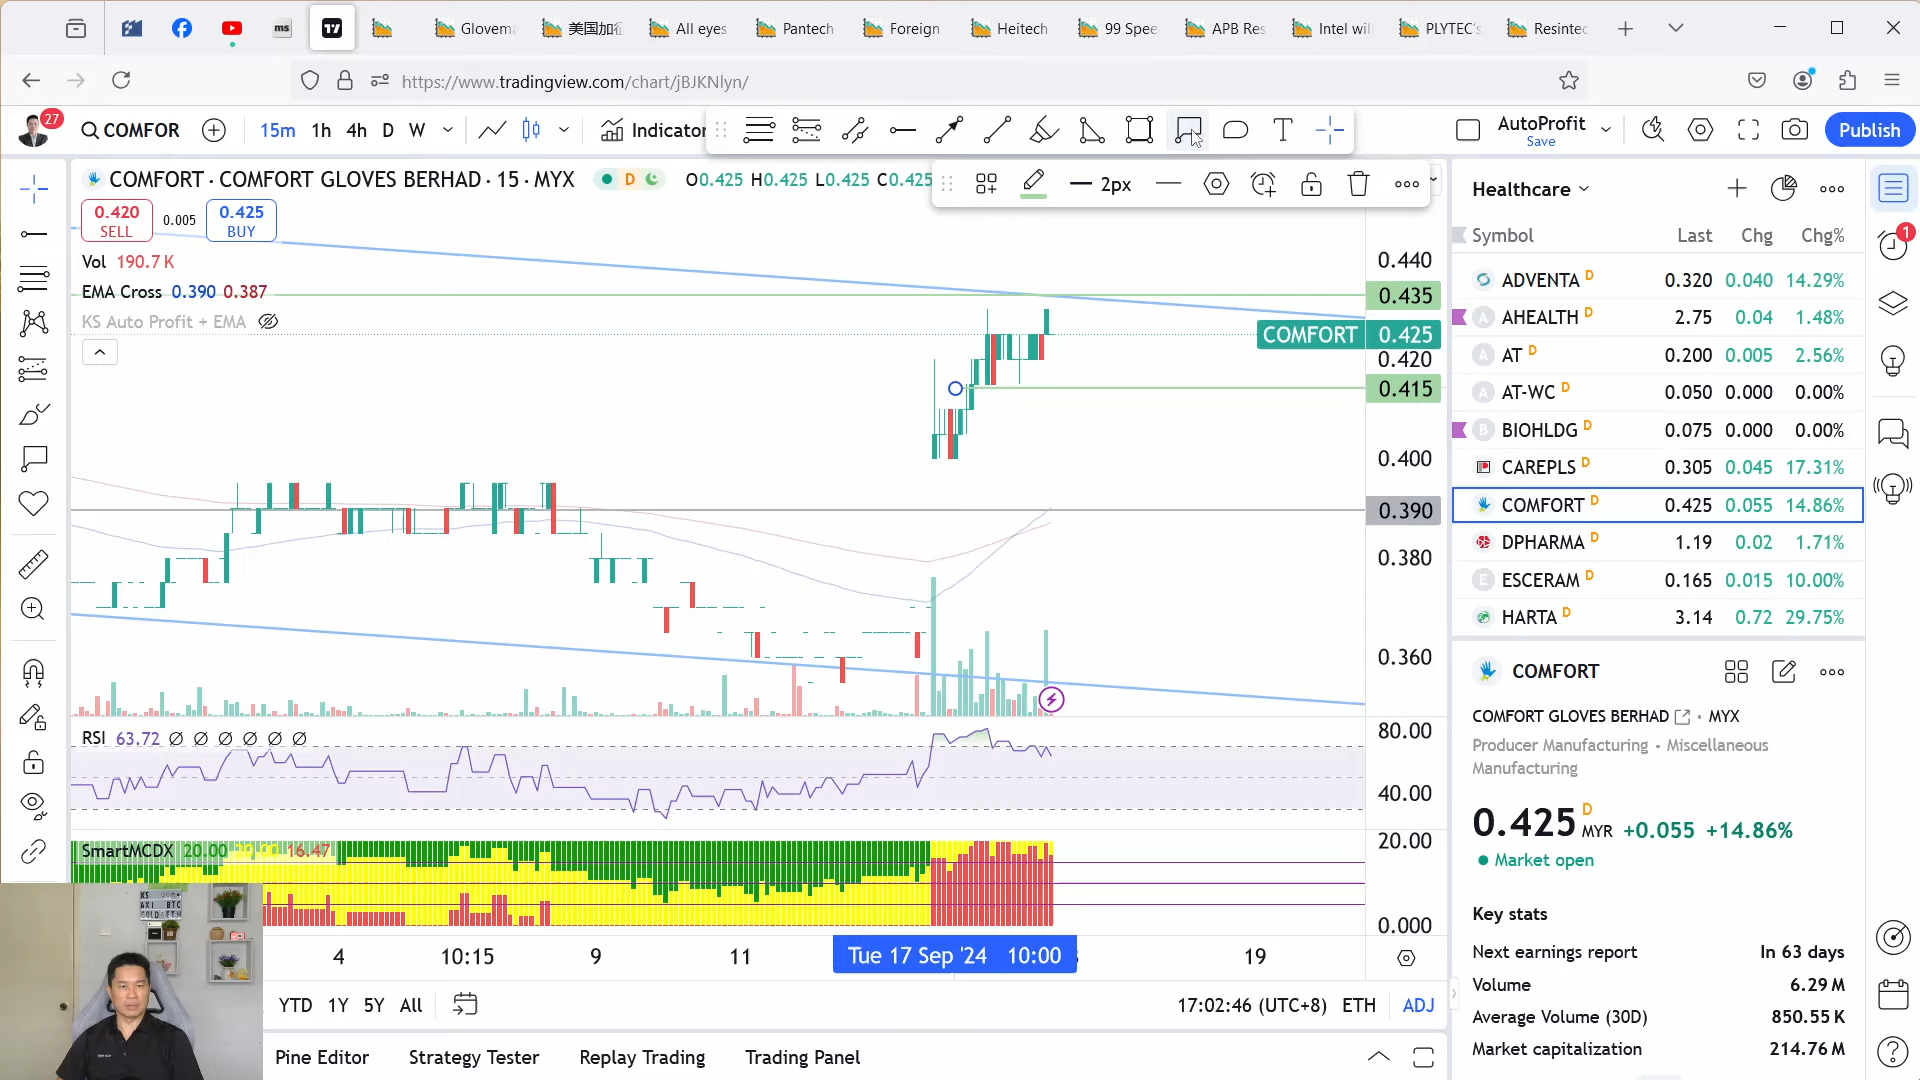 Glovema
美国加征
All eyes
Pantech
Foreign
Heitech
99 Spee
APB Res
Intel wil
PLYTEC's
Resintec
https://www.tradingview.com/chart/jBJKNlyn/
27
COMFOR
15m 1h 4h D W
Indicator
AutoProfit
Save
Publish
COMFORT · COMFORT GLOVES BERHAD · 15 · MYX D O0.425 H0.425 L0.425 C0.425
2px
0.420
SELL
0.005
0.425
BUY
Vol 190.7 K
EMA Cross 0.390 0.387
KS Auto Profit + EMA
0.440
0.435
COMFORT 0.425
0.420
0.415
0.400
0.390
0.380
0.360
RSI 63.72 ∅ ∅ ∅ ∅ ∅ ∅
80.00
40.00
SmartMCDX 20.00 20.00 16.47
20.00
0.000
4 10:15 9 11 Tue 17 Sep '24 10:00 19
YTD 1Y 5Y All
17:02:46 (UTC+8) ETH ADJ
Pine Editor Strategy Tester Replay Trading Trading Panel
Healthcare
Symbol Last Chg Chg%
ADVENTA D 0.320 0.040 14.29%
A AHEALTH D 2.75 0.04 1.48%
A AT D 0.200 0.005 2.56%
A AT-WC D 0.050 0.000 0.00%
B BIOHLDG D 0.075 0.000 0.00%
CAREPLS D 0.305 0.045 17.31%
COMFORT D 0.425 0.055 14.86%
DPHARMA D 1.19 0.02 1.71%
E ESCERAM D 0.165 0.015 10.00%
HARTA D 3.14 0.72 29.75%
1
COMFORT
COMFORT GLOVES BERHAD · MYX
Producer Manufacturing · Miscellaneous
Manufacturing
0.425 D MYR +0.055 +14.86%
Market open
Key stats
Next earnings report In 63 days
Volume 6.29 M
Average Volume (30D) 850.55 K
Market capitalization 214.76 M
KS
AXI BTC
GOLD&ETH